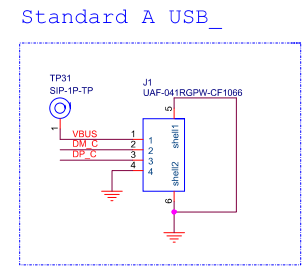 Standard A USB_
TP31
SIP-1P-TP
1
J1
UAF-041RGPW-CF1066
5
shell1
VBUS 1 1
DM_C 2 2
DP_C 3 3
4 4
shell2
6